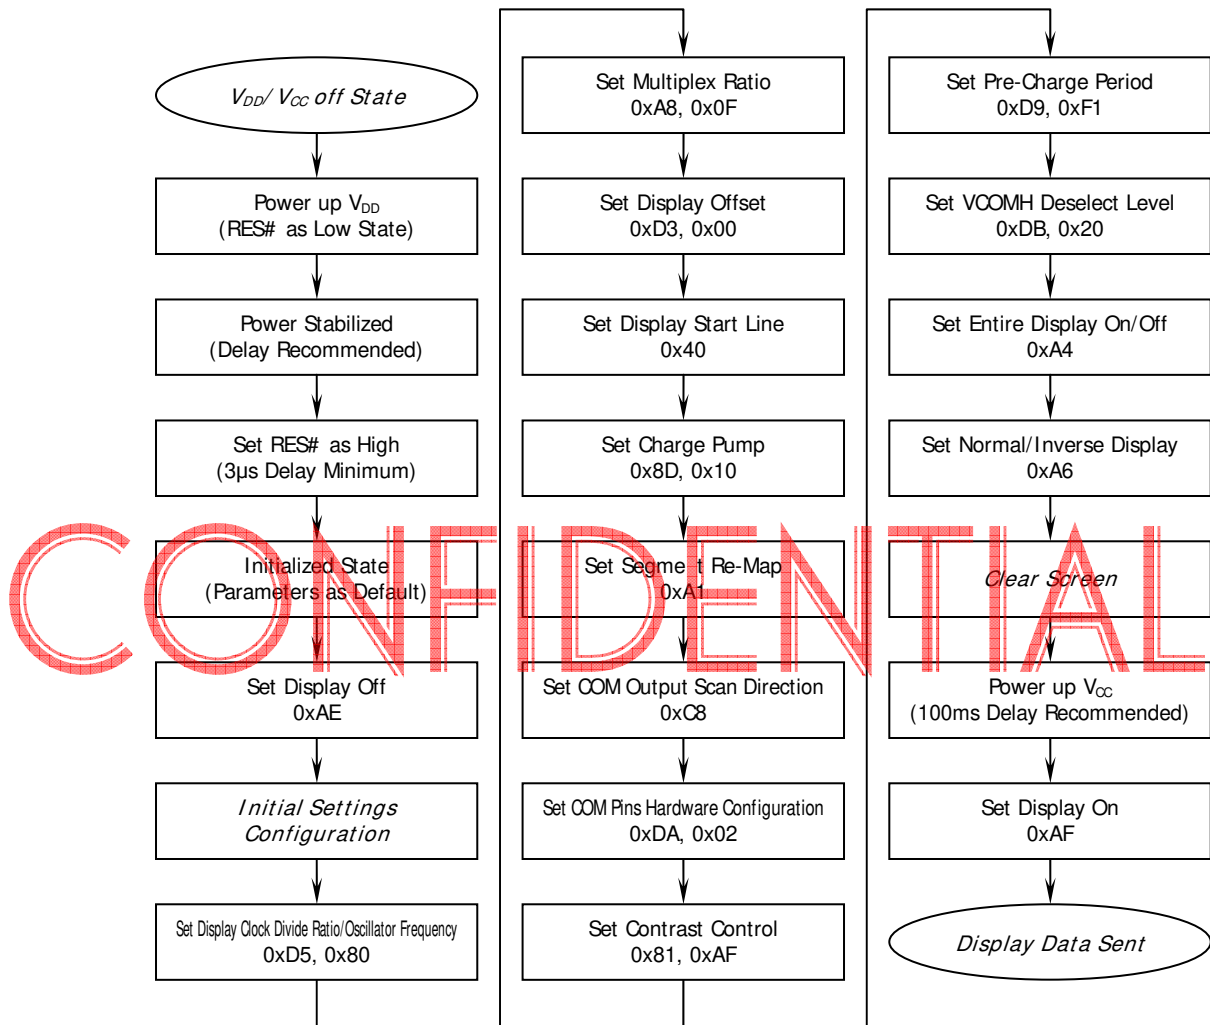 V_DD/ V_CC off State
Power up V_DD
(RES# as Low State)
Power Stabilized
(Delay Recommended)
Set RES# as High
(3µs Delay Minimum)
Initialized State
(Parameters as Default)
Set Display Off
0xAE
Initial Settings
Configuration
Set Display Clock Divide Ratio/Oscillator Frequency
0xD5, 0x80
Set Multiplex Ratio
0xA8, 0x0F
Set Display Offset
0xD3, 0x00
Set Display Start Line
0x40
Set Charge Pump
0x8D, 0x10
Set Segment Re-Map
0xA1
Set COM Output Scan Direction
0xC8
Set COM Pins Hardware Configuration
0xDA, 0x02
Set Contrast Control
0x81, 0xAF
Set Pre-Charge Period
0xD9, 0xF1
Set VCOMH Deselect Level
0xDB, 0x20
Set Entire Display On/Off
0xA4
Set Normal/Inverse Display
0xA6
Clear Screen
Power up V_CC
(100ms Delay Recommended)
Set Display On
0xAF
Display Data Sent
CONFIDENTIAL